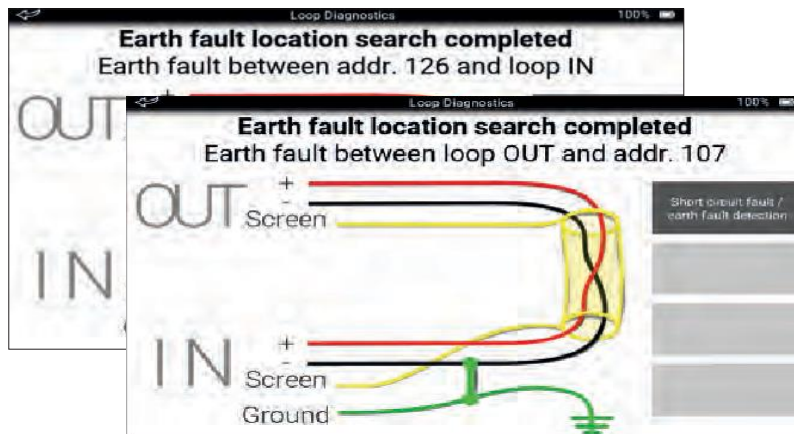 Loop Diagnostics
100%
Earth fault location search completed
Earth fault between addr. 126 and loop IN
OUT
+
IN
Loop Diagnostics
100%
Earth fault location search completed
Earth fault between loop OUT and addr. 107
OUT
+
-
Screen
Short circuit fault /
earth fault detection
IN
+
-
Screen
Ground